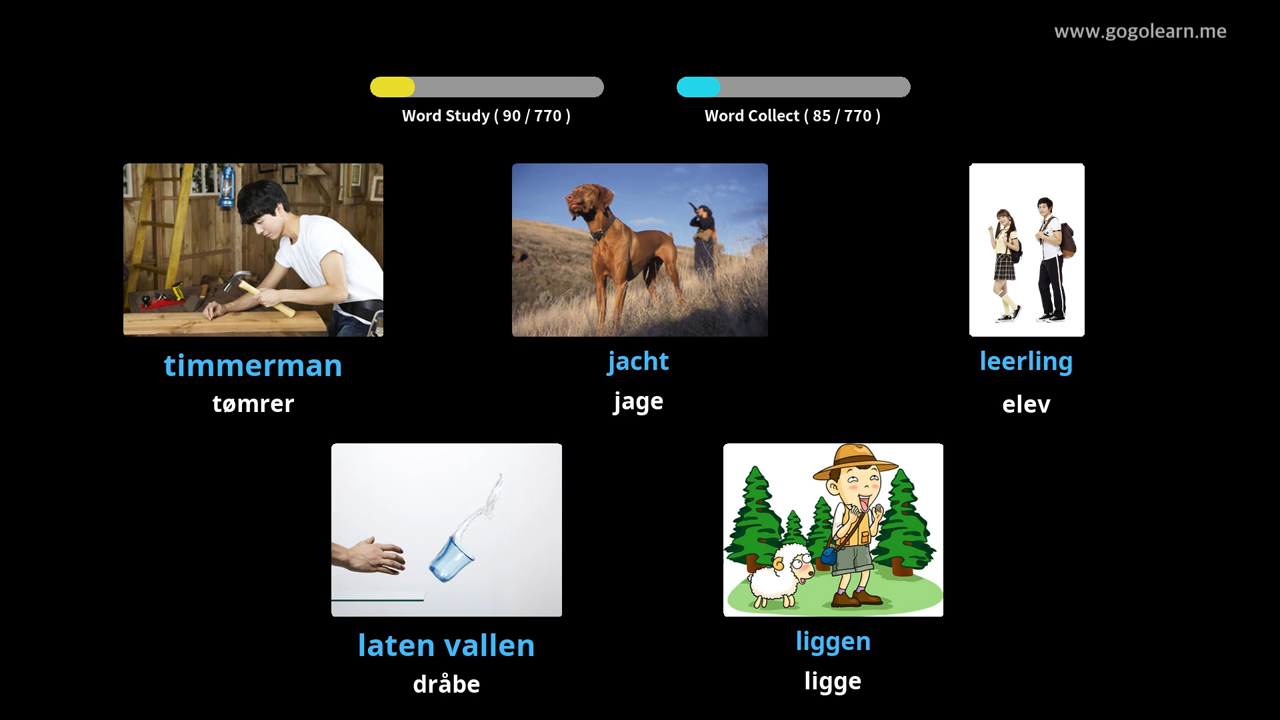 www.gogolearn.me
Word Study ( 90 / 770 )
Word Collect ( 85 / 770 )
timmerman
tømrer
jacht
jage
leerling
elev
laten vallen
dråbe
liggen
ligge